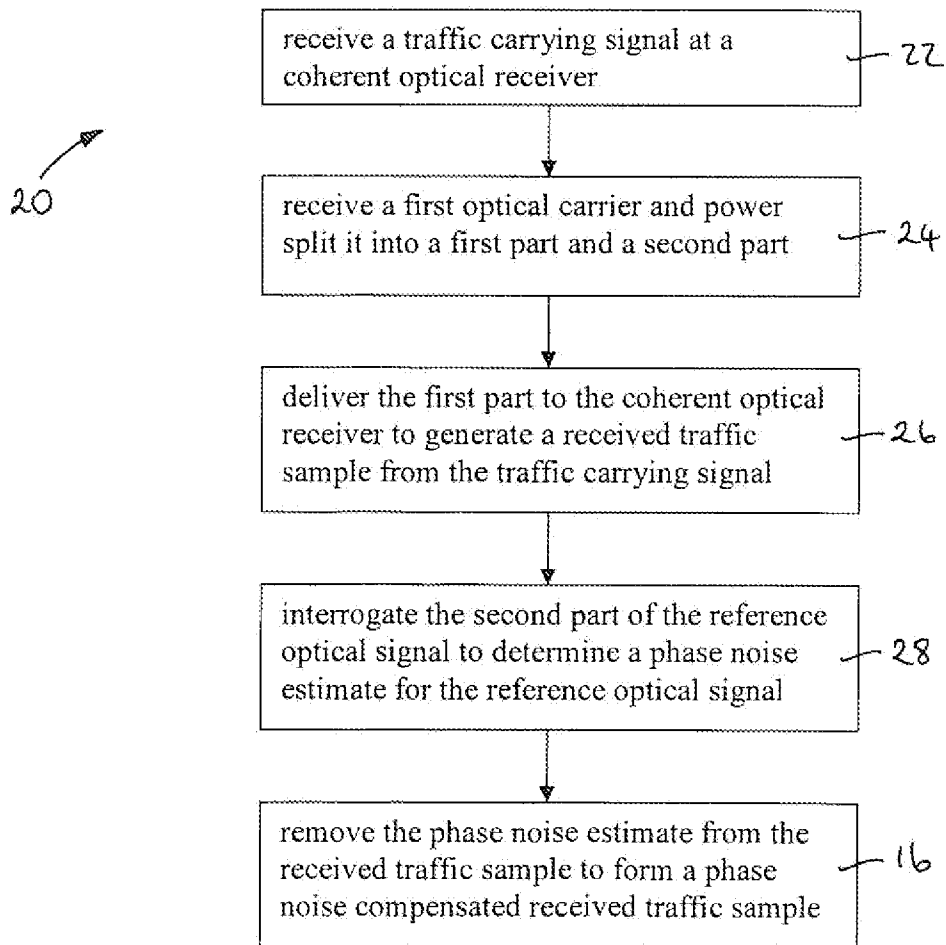 receive a traffic carrying signal at a
coherent optical receiver
22
20
receive a first optical carrier and power
split it into a first part and a second part
24
deliver the first part to the coherent optical
receiver to generate a received traffic
sample from the traffic carrying signal
26
interrogate the second part of the reference
optical signal to determine a phase noise
estimate for the reference optical signal
28
remove the phase noise estimate from the
received traffic sample to form a phase
noise compensated received traffic sample
16